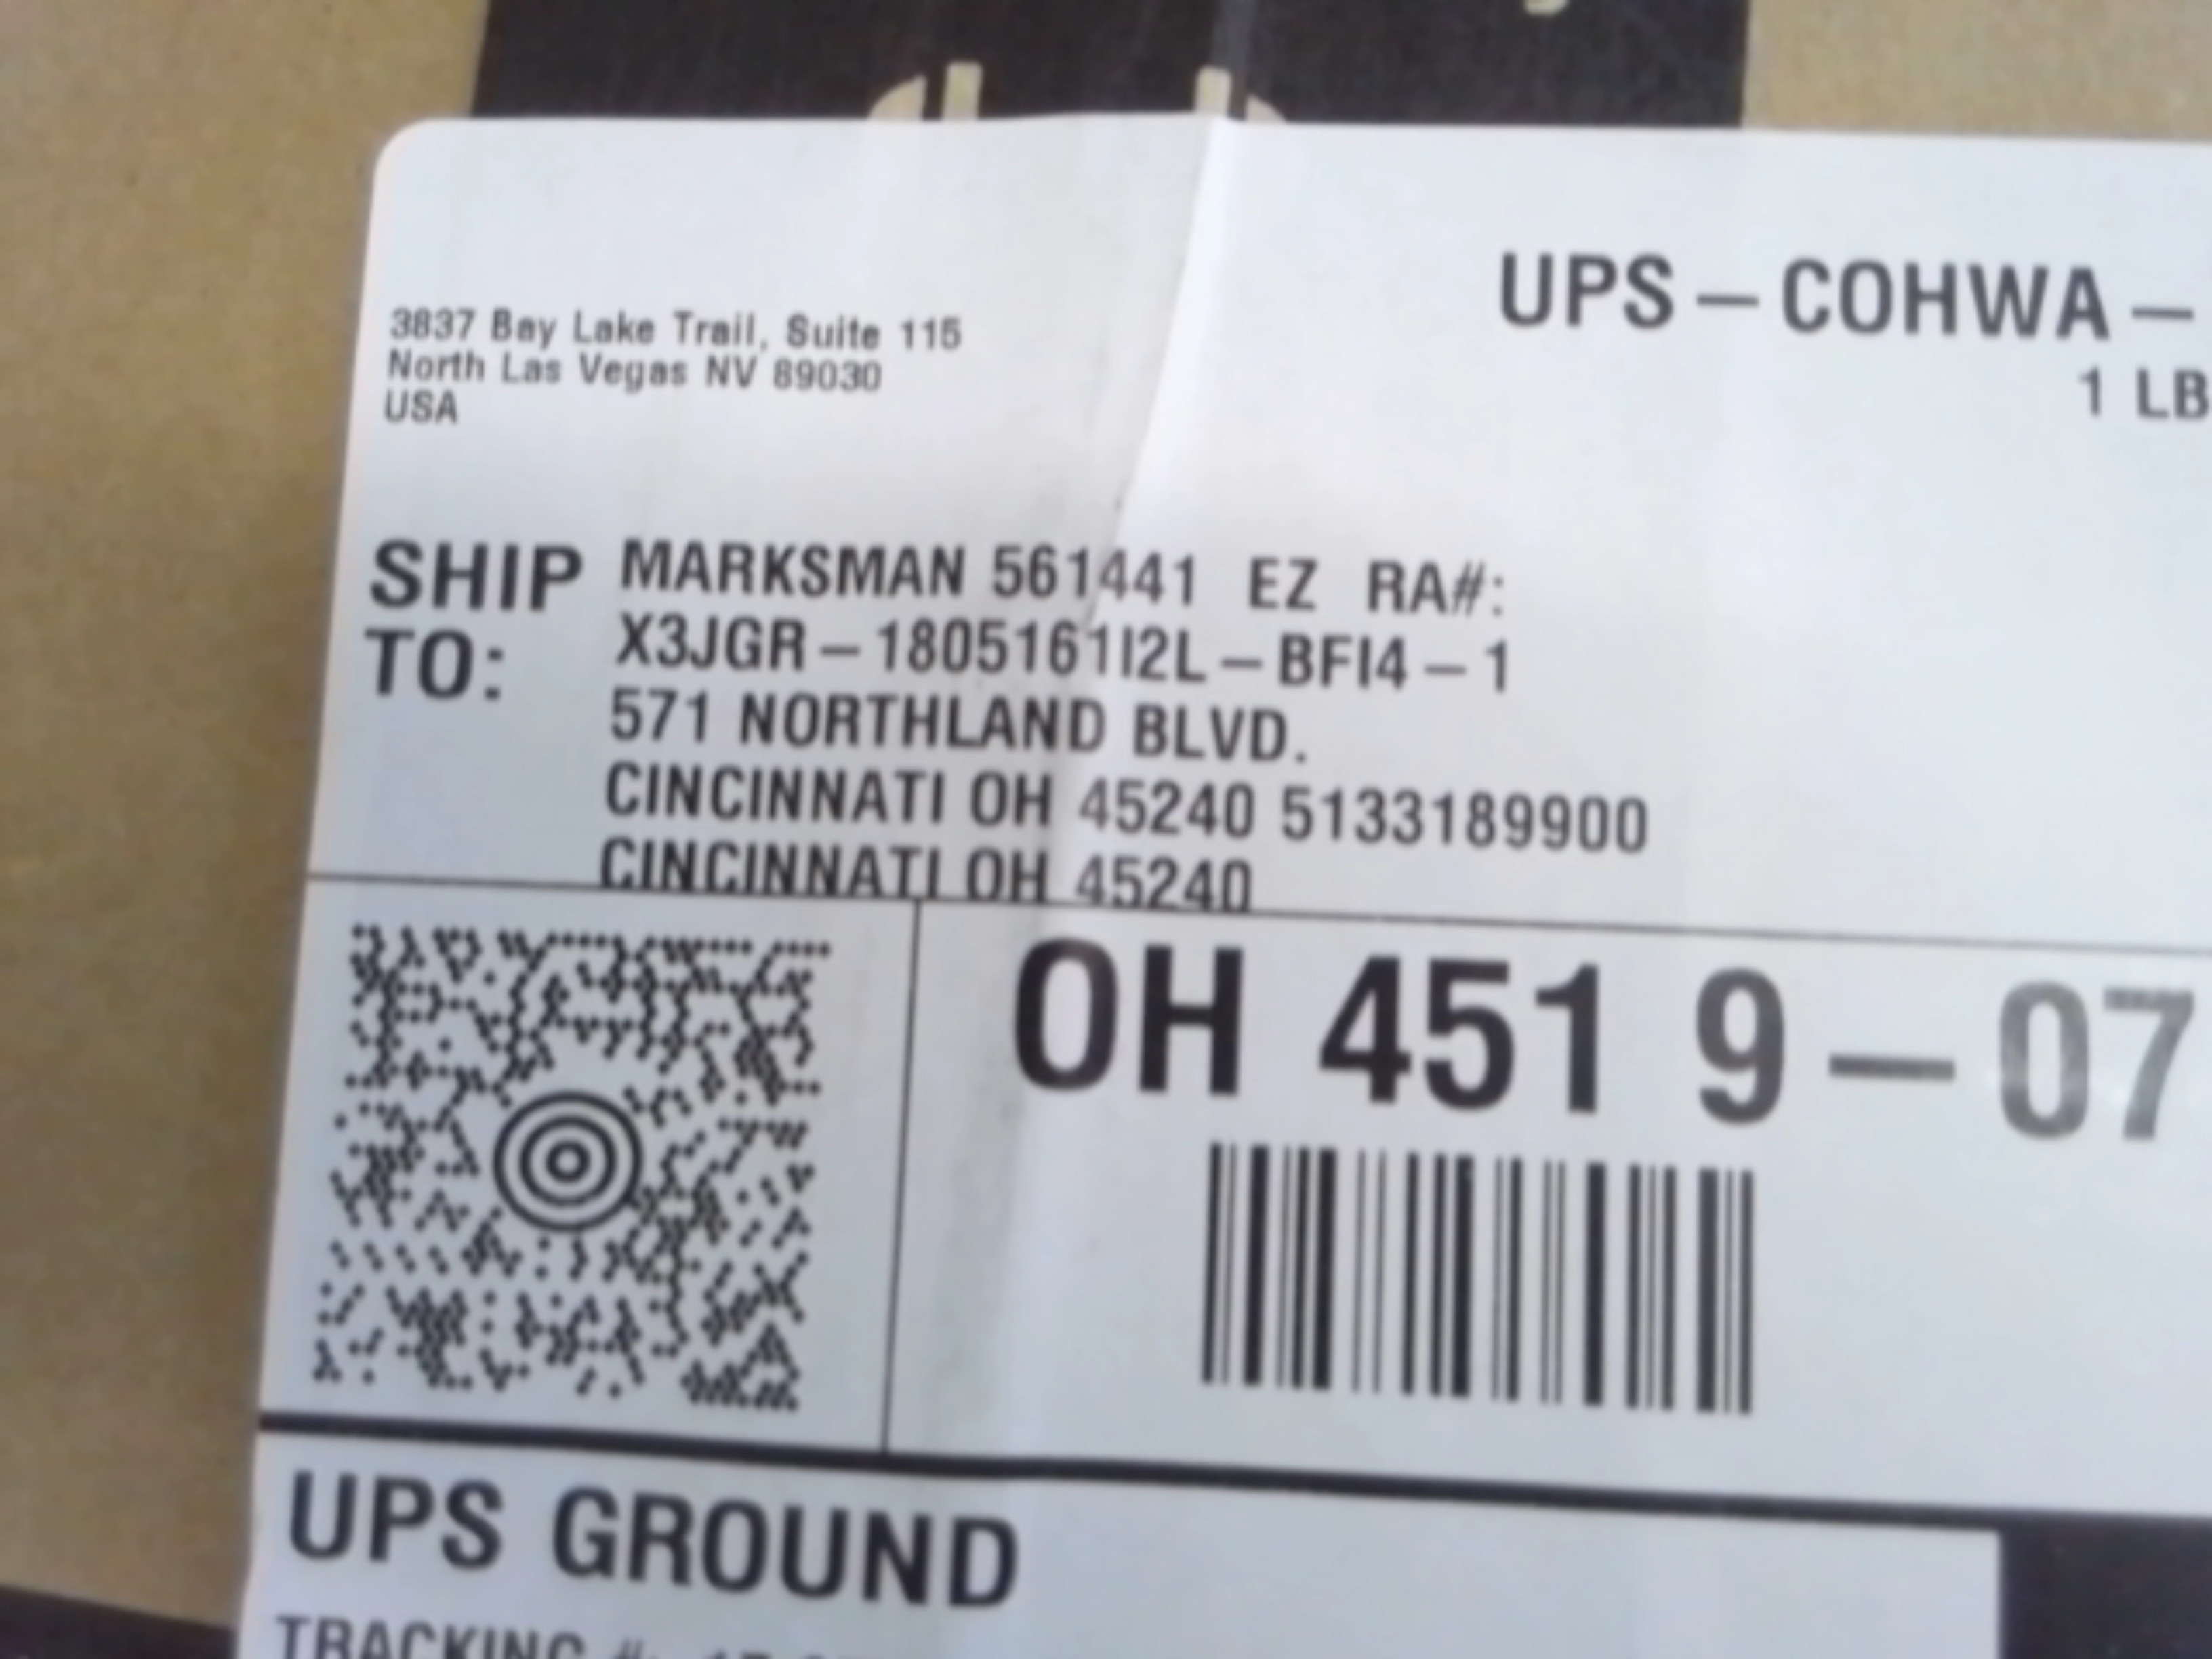 3837 Bay Lake Trail, Suite 115
North Las Vegas NV 89030
USA
UPS-COHWA-
1 LB
SHIP TO:
MARKSMAN 561441 EZ RA#:
X3JGR-1805161I2L-BFI4-1
571 NORTHLAND BLVD.
CINCINNATI OH 45240 5133189900
CINCINNATI OH 45240
OH 451 9-07
UPS GROUND
TRACKING #: